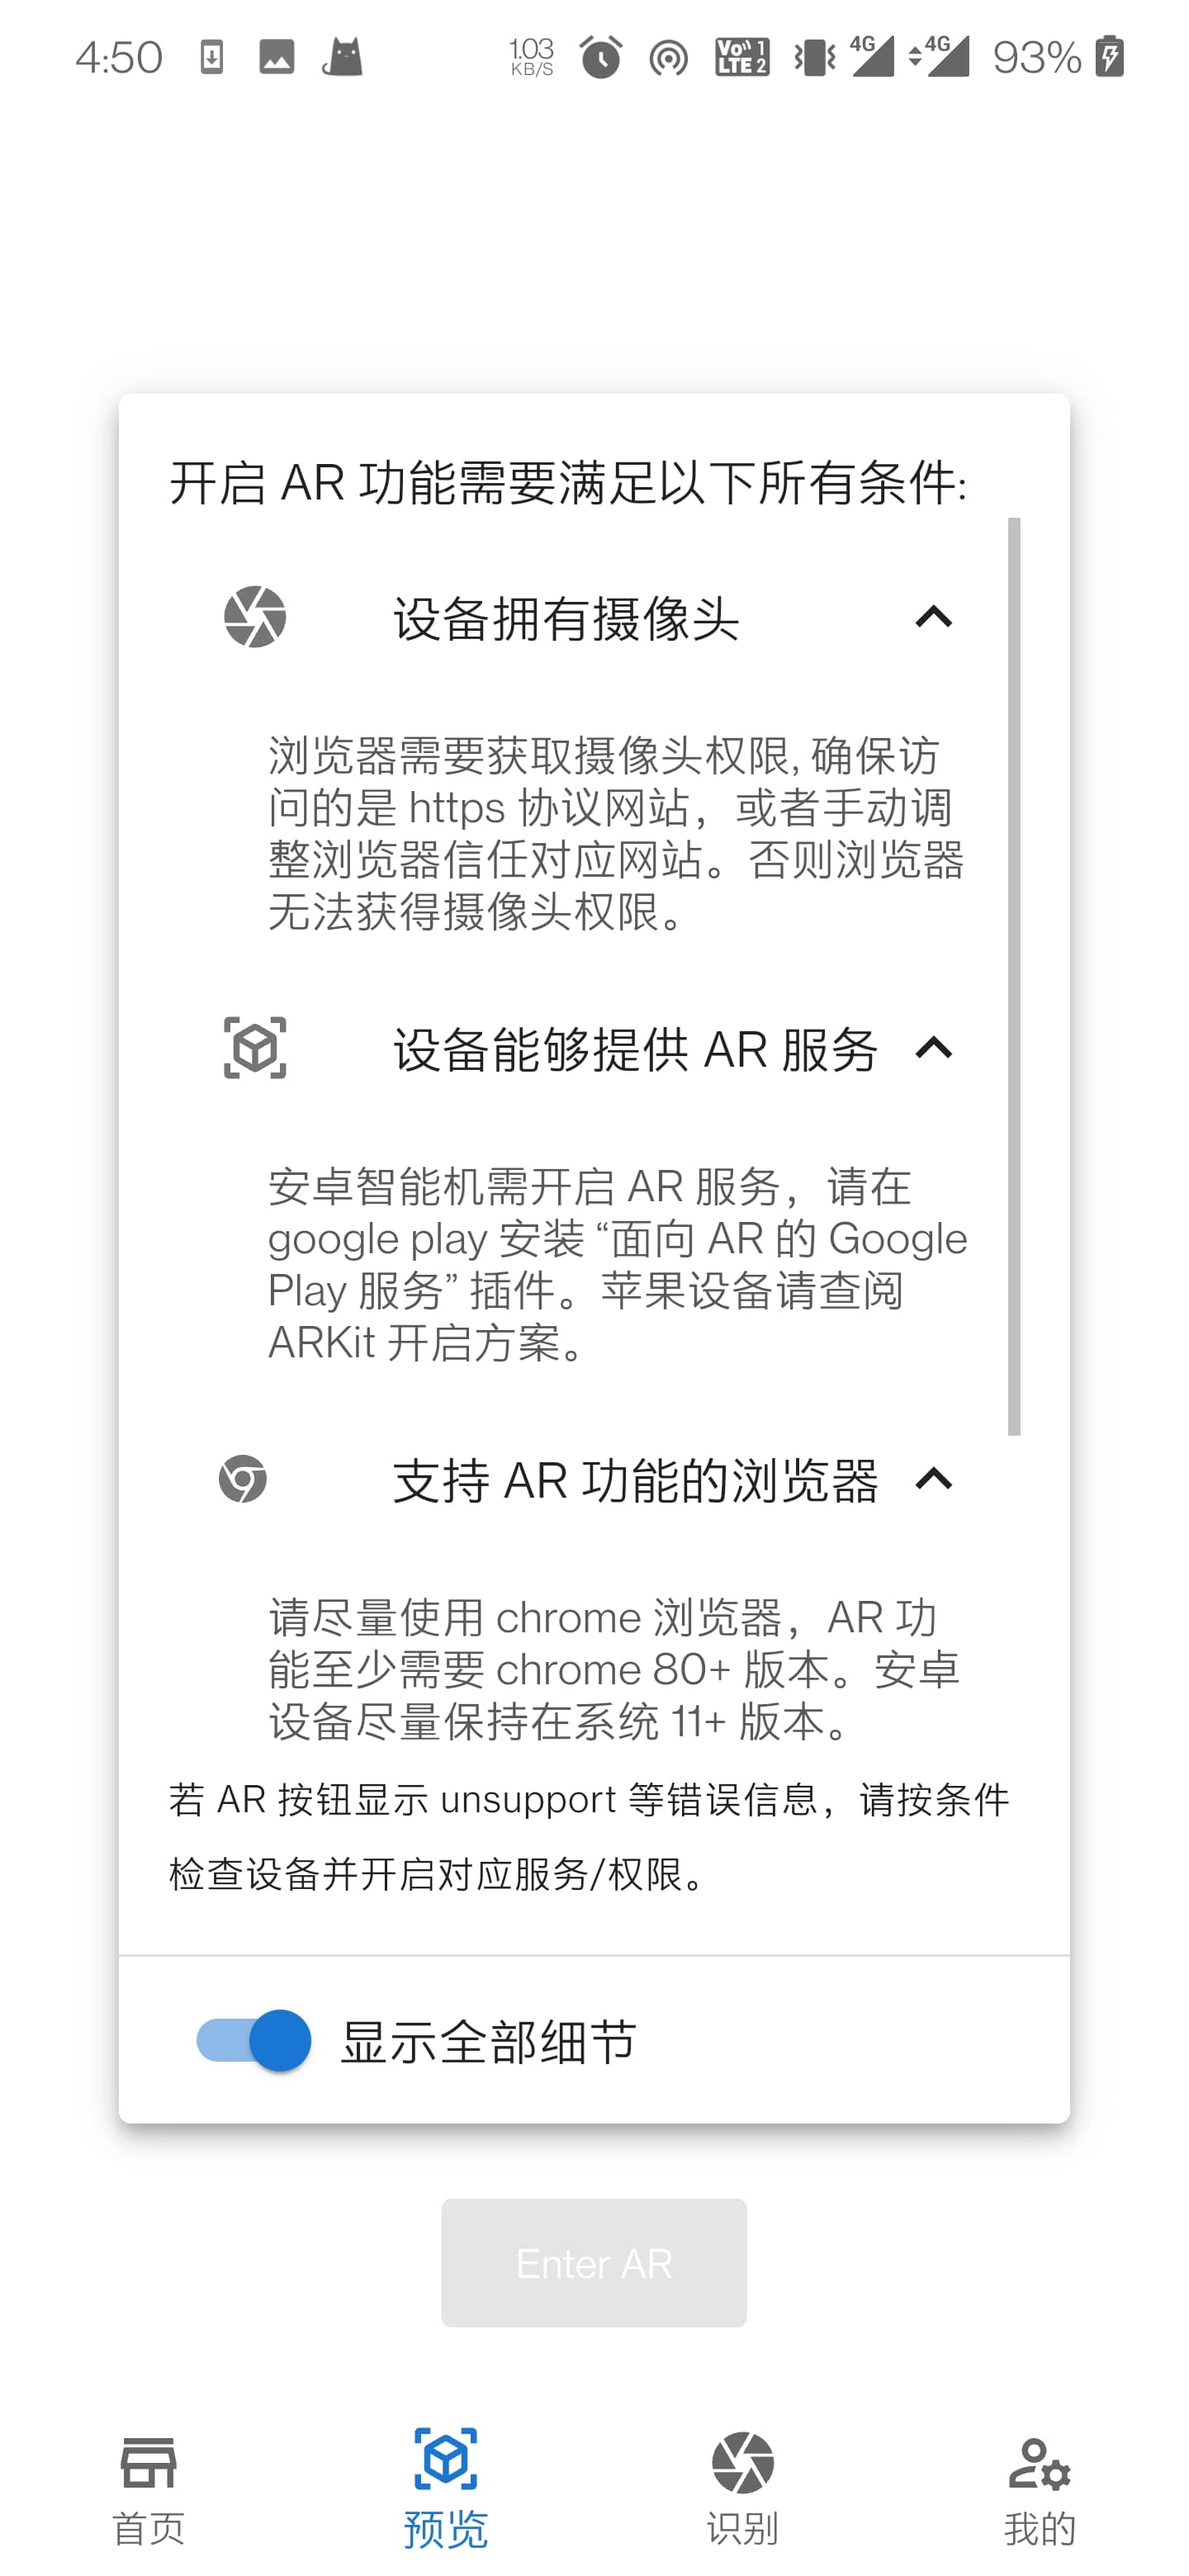 4:50
1.03 KB/S
Vo)) 1 LTE 2
4G
4G
93%
开启 AR 功能需要满足以下所有条件:
设备拥有摄像头
浏览器需要获取摄像头权限, 确保访
问的是 https 协议网站，或者手动调
整浏览器信任对应网站。否则浏览器
无法获得摄像头权限。
设备能够提供 AR 服务
安卓智能机需开启 AR 服务，请在
google play 安装 “面向 AR 的 Google
Play 服务” 插件。苹果设备请查阅
ARKit 开启方案。
支持 AR 功能的浏览器
请尽量使用 chrome 浏览器，AR 功
能至少需要 chrome 80+ 版本。安卓
设备尽量保持在系统 11+ 版本。
若 AR 按钮显示 unsupport 等错误信息，请按条件
检查设备并开启对应服务/权限。
显示全部细节
Enter AR
首页
预览
识别
我的